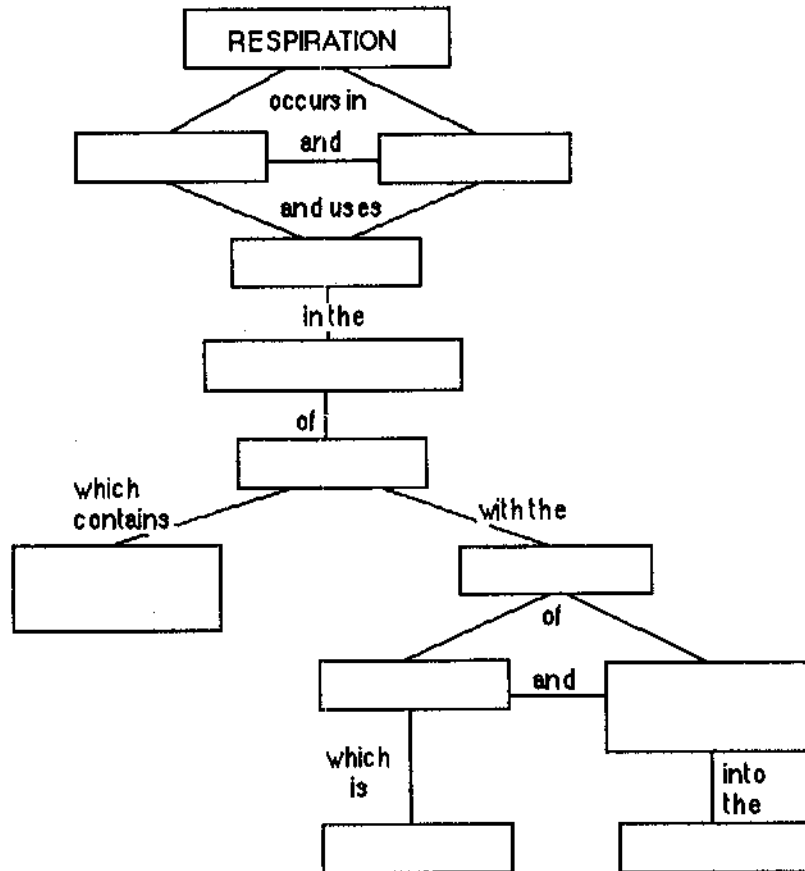 RESPIRATION
occurs in
and
and uses
in the
of
which
contains
with the
of
and
which
is
into
the